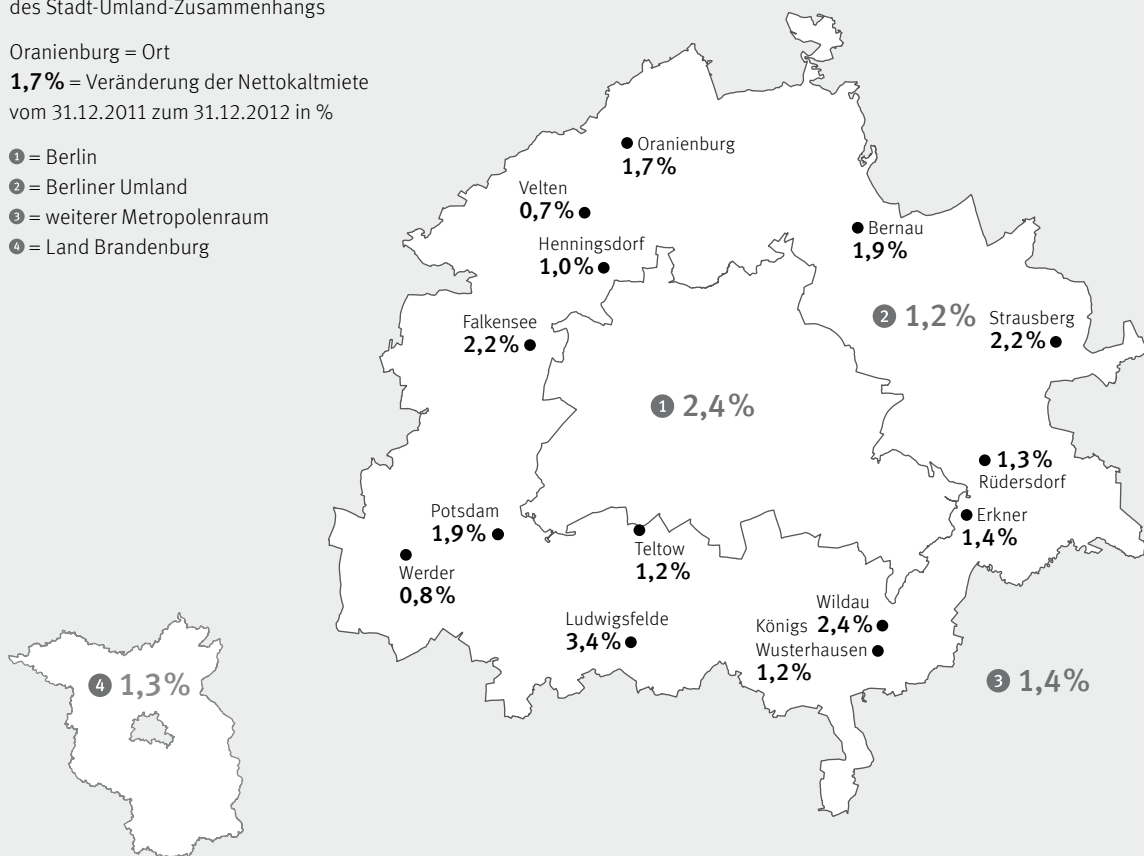 des Stadt-Umland-Zusammenhangs
Oranienburg = Ort
1,7% = Veränderung der Nettokaltmiete
vom 31.12.2011 zum 31.12.2012 in %
1 = Berlin
2 = Berliner Umland
3 = weiterer Metropolenraum
4 = Land Brandenburg
Oranienburg
1,7%
Velten
0,7%
Henningsdorf
1,0%
Bernau
1,9%
Falkensee
2,2%
2 1,2%
Strausberg
2,2%
1 2,4%
1,3%
Rüdersdorf
Potsdam
1,9%
Erkner
1,4%
Werder
0,8%
Teltow
1,2%
Ludwigsfelde
3,4%
Wildau
2,4%
Königs
Wusterhausen
1,2%
3 1,4%
4 1,3%